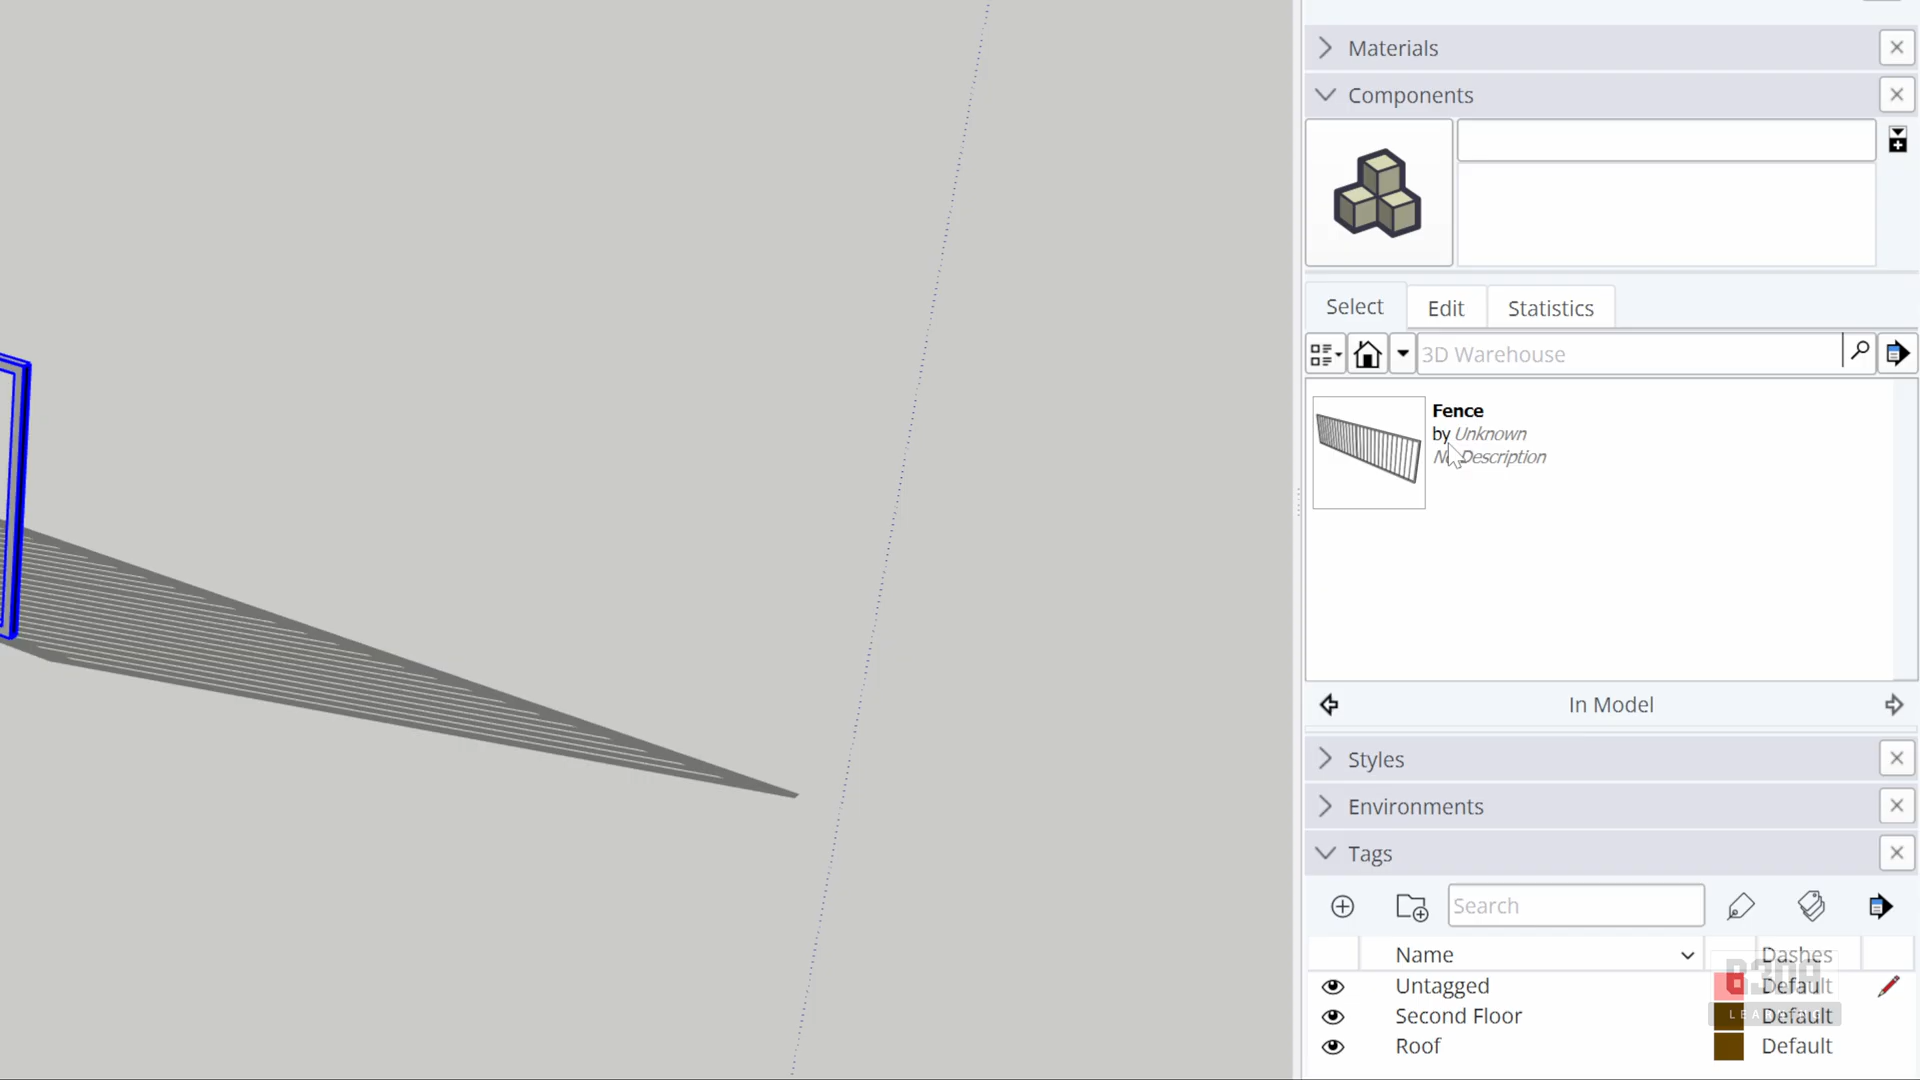 Materials
Components
Select Edit Statistics
3D Warehouse
Fence
by Unknown
No Description
In Model
Styles
Environments
Tags
Search
Name Dashes
Untagged Default
Second Floor Default
Roof Default